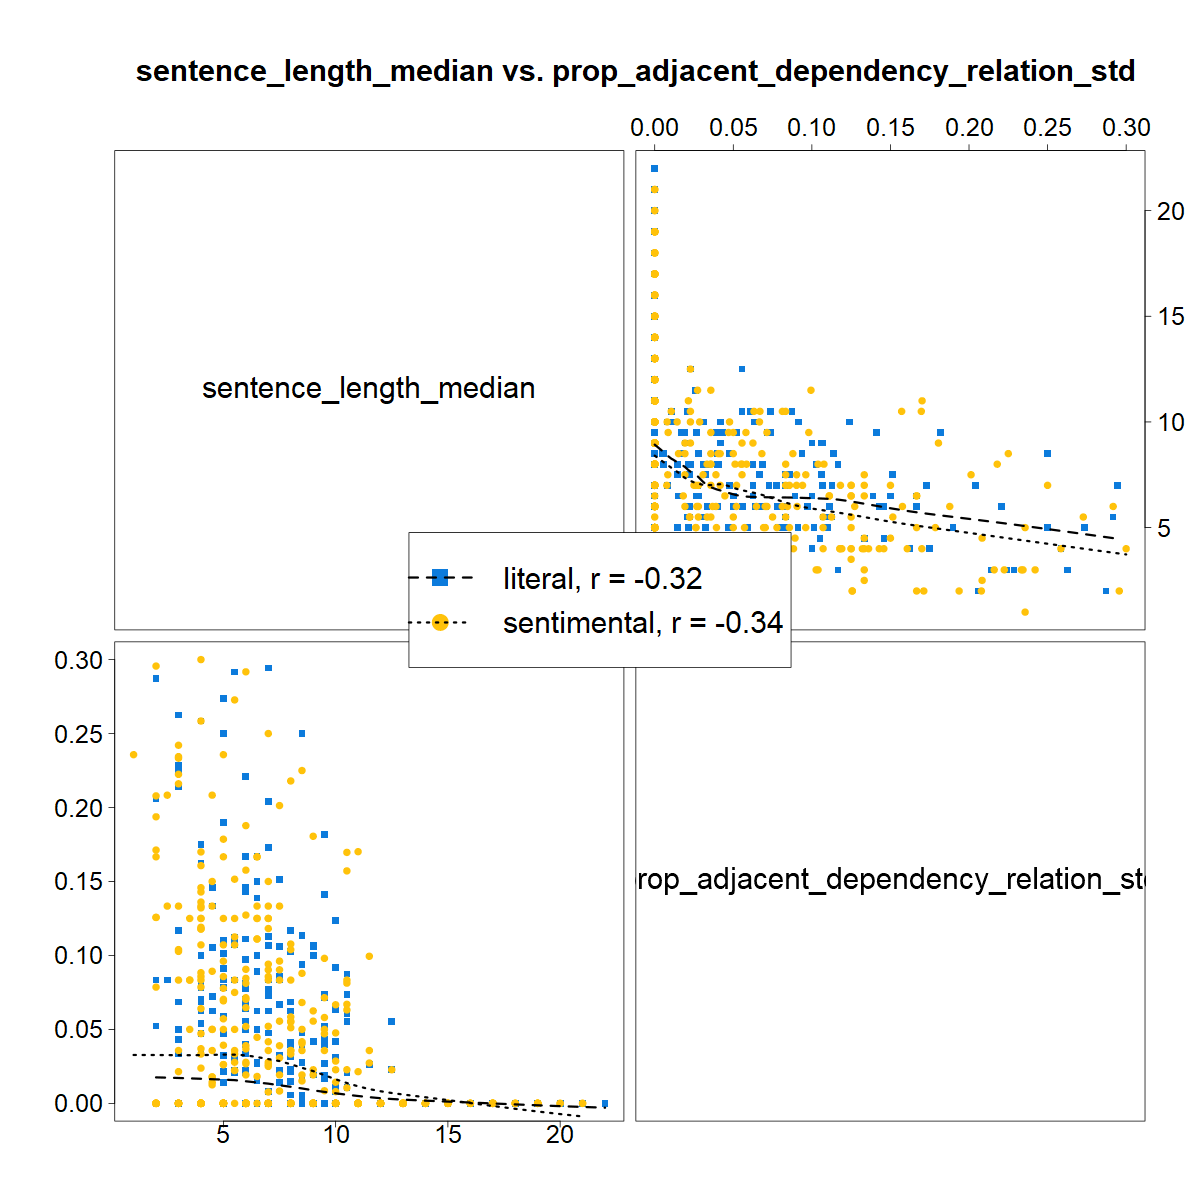 sentence_length_median vs. prop_adjacent_dependency_relation_std
0.00 0.05 0.10 0.15 0.20 0.25 0.30
sentence_length_median
20
15
10
5
literal, r = -0.32
sentimental, r = -0.34
0.30
0.25
0.20
0.15
0.10
0.05
0.00
rop_adjacent_dependency_relation_st
5 10 15 20